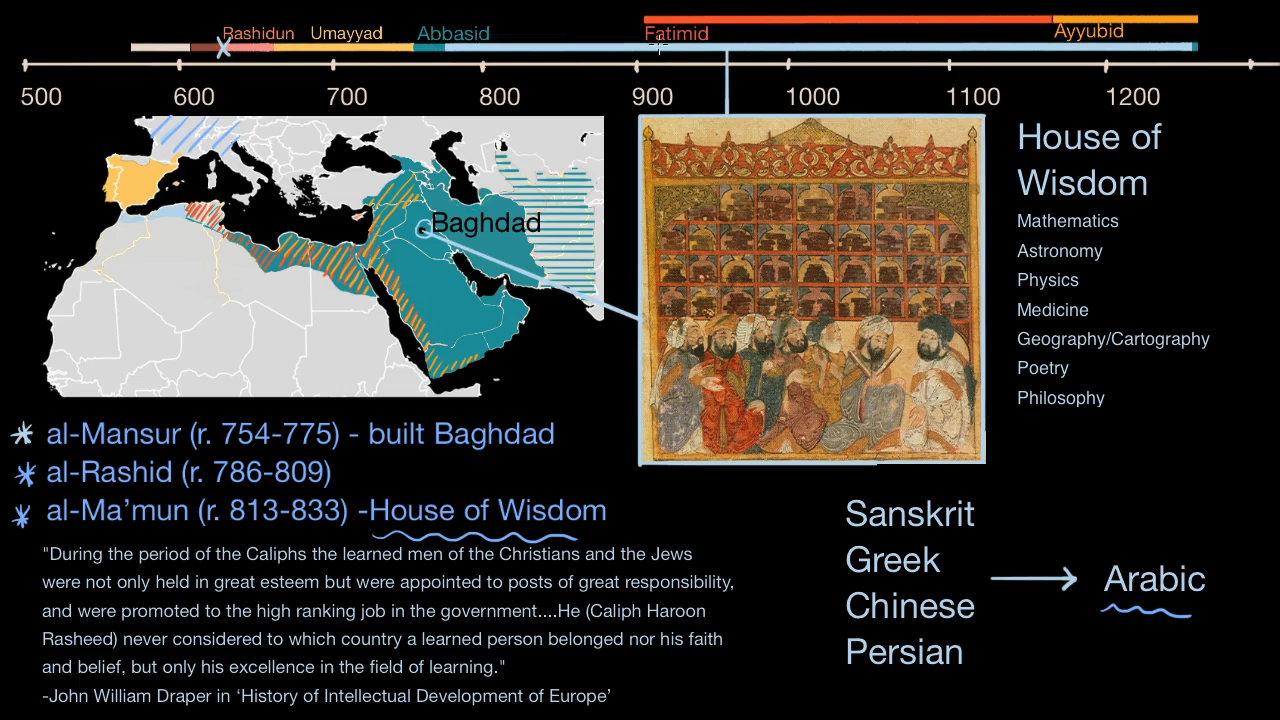 Rashidun Umayyad Abbasid Fatimid Ayyubid
500 600 700 800 900 1000 1100 1200
Baghdad
House of
Wisdom
Mathematics
Astronomy
Physics
Medicine
Geography/Cartography
Poetry
Philosophy
al-Mansur (r. 754-775) - built Baghdad
al-Rashid (r. 786-809)
al-Ma’mun (r. 813-833) -House of Wisdom
"During the period of the Caliphs the learned men of the Christians and the Jews
were not only held in great esteem but were appointed to posts of great responsibility,
and were promoted to the high ranking job in the government....He (Caliph Haroon
Rasheed) never considered to which country a learned person belonged nor his faith
and belief, but only his excellence in the field of learning."
-John William Draper in ‘History of Intellectual Development of Europe’
Sanskrit
Greek
Chinese
Persian
Arabic